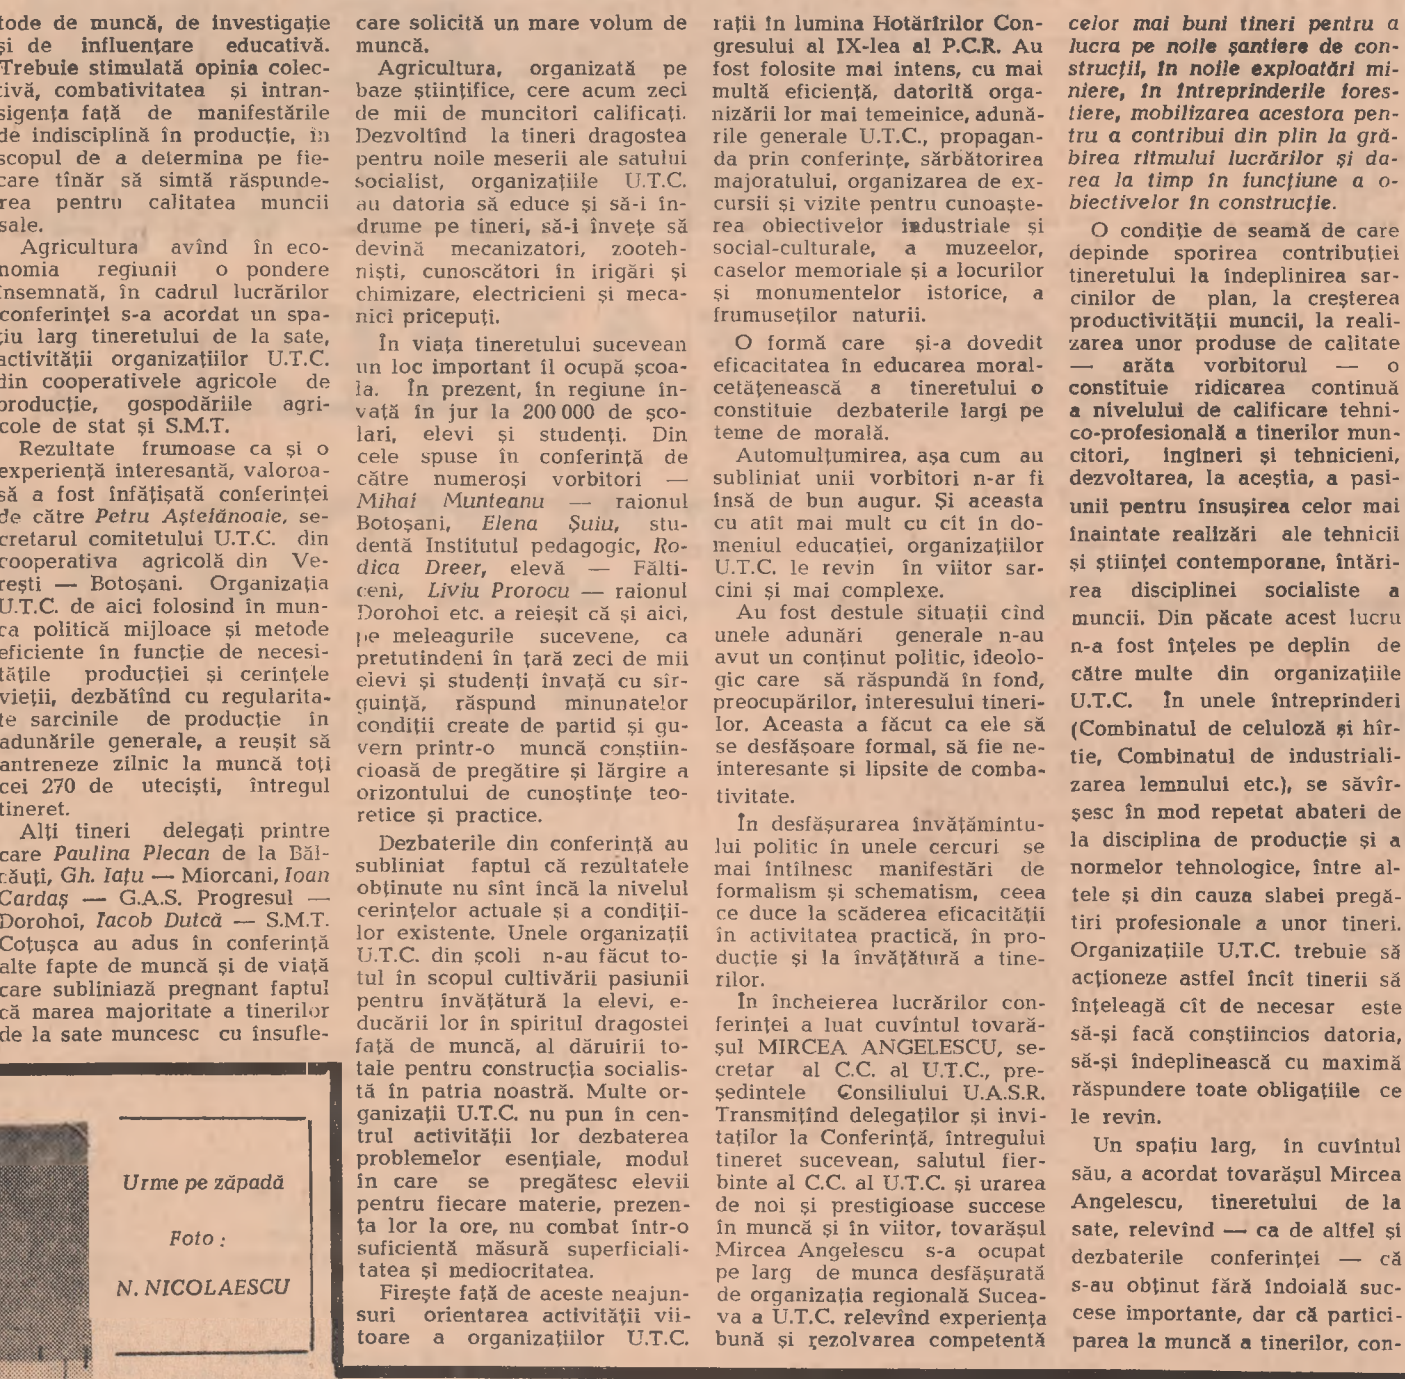 tode de muncă, de investigație
și de influențare educativă.
Trebuie stimulată opinia colec-
tivă, combativitatea și intran-
sigența față de manifestările
de indisciplină în producție, în
scopul de a determina pe fie-
care tînăr să simtă răspunde-
rea pentru calitatea muncii
sale.
Agricultura avînd în eco-
nomia regiunii o pondere
însemnată, în cadrul lucrărilor
conferinței s-a acordat un spa-
țiu larg tineretului de la sate,
activității organizațiilor U.T.C.
din cooperativele agricole de
producție, gospodăriile agri-
cole de stat și S.M.T.
Rezultate frumoase ca și o
experiență interesantă, valoroa-
să a fost înfățișată conferinței
de către Petru Aștefănoaie, se-
cretarul comitetului U.T.C. din
cooperativa agricolă din Ve-
rești — Botoșani. Organizația
U.T.C. de aici folosind în mun-
ca politică mijloace și metode
eficiente în funcție de necesi-
tățile producției și cerințele
vieții, dezbătînd cu regularita-
te sarcinile de producție în
adunările generale, a reușit să
antreneze zilnic la muncă toți
cei 270 de uteciști, întregul
tineret.
Alți tineri delegați printre
care Paulina Plecan de la Băl-
căuți, Gh. Iațu — Miorcani, Ioan
Cardaș — G.A.S. Progresul —
Dorohoi, Iacob Dutcă — S.M.T.
Coțușca au adus în conferință
alte fapte de muncă și de viață
care subliniază pregnant faptul
că marea majoritate a tinerilor
de la sate muncesc cu însufle-
Urme pe zăpadă
Foto :
N. NICOLAESCU
care solicită un mare volum de
muncă.
Agricultura, organizată pe
baze științifice, cere acum zeci
de mii de muncitori calificați.
Dezvoltînd la tineri dragostea
pentru noile meserii ale satului
socialist, organizațiile U.T.C.
au datoria să educe și să-i în-
drume pe tineri, să-i învețe să
devină mecanizatori, zooteh-
niști, cunoscători în irigări și
chimizare, electricieni și meca-
nici pricepuți.
În viața tineretului sucevean
un loc important îl ocupă școa-
la. În prezent, în regiune în-
vață în jur la 200 000 de șco-
lari, elevi și studenți. Din
cele spuse în conferință de
către numeroși vorbitori —
Mihai Munteanu — raionul
Botoșani, Elena Șuiu, stu-
dentă Institutul pedagogic, Ro-
dica Dreer, elevă — Fălti-
ceni, Liviu Prorocu — raionul
Dorohoi etc. a reieșit că și aici,
pe meleagurile sucevene, ca
pretutindeni în țară zeci de mii
elevi și studenți învață cu sîr-
guință, răspund minunatelor
condiții create de partid și gu-
vern printr-o muncă conștiin-
cioasă de pregătire și lărgire a
orizontului de cunoștințe teo-
retice și practice.
Dezbaterile din conferință au
subliniat faptul că rezultatele
obținute nu sînt încă la nivelul
cerințelor actuale și a condiții-
lor existente. Unele organizații
U.T.C. din școli n-au făcut to-
tul în scopul cultivării pasiunii
pentru învățătură la elevi, e-
ducării lor în spiritul dragostei
față de muncă, al dăruirii to-
tale pentru construcția socialis-
tă în patria noastră. Multe or-
ganizații U.T.C. nu pun în cen-
trul activității lor dezbaterea
problemelor esențiale, modul
în care se pregătesc elevii
pentru fiecare materie, prezen-
ța lor la ore, nu combat într-o
suficientă măsură superficiali-
tatea și mediocritatea.
Firește față de aceste neajun-
suri orientarea activității vii-
toare a organizațiilor U.T.C.
rații în lumina Hotărîrilor Con-
gresului al IX-lea al P.C.R. Au
fost folosite mai intens, cu mai
multă eficiență, datorită orga-
nizării lor mai temeinice, adună-
rile generale U.T.C., propagan-
da prin conferințe, sărbătorirea
majoratului, organizarea de ex-
cursii și vizite pentru cunoaște-
rea obiectivelor industriale și
social-culturale, a muzeelor,
caselor memoriale și a locurilor
și monumentelor istorice, a
frumuseților naturii.
O formă care și-a dovedit
eficacitatea în educarea moral-
cetățenească a tineretului o
constituie dezbaterile largi pe
teme de morală.
Automulțumirea, așa cum au
subliniat unii vorbitori n-ar fi
însă de bun augur. Și aceasta
cu atît mai mult cu cît în do-
meniul educației, organizațiilor
U.T.C. le revin în viitor sar-
cini și mai complexe.
Au fost destule situații cînd
unele adunări generale n-au
avut un conținut politic, ideolo-
gic care să răspundă în fond,
preocupărilor, interesului tineri-
lor. Aceasta a făcut ca ele să
se desfășoare formal, să fie ne-
interesante și lipsite de comba-
tivitate.
În desfășurarea învățămîntu-
lui politic în unele cercuri se
mai întîlnesc manifestări de
formalism și schematism, ceea
ce duce la scăderea eficacității
în activitatea practică, în pro-
ducție și la învățătură a tine-
rilor.
În încheierea lucrărilor con-
ferinței a luat cuvîntul tovară-
șul MIRCEA ANGELESCU, se-
cretar al C.C. al U.T.C., pre-
ședintele Consiliului U.A.S.R.
Transmițînd delegaților și invi-
taților la Conferință, întregului
tineret sucevean, salutul fier-
binte al C.C. al U.T.C. și urarea
de noi și prestigioase succese
în muncă și în viitor, tovarășul
Mircea Angelescu s-a ocupat
pe larg de munca desfășurată
de organizația regională Sucea-
va a U.T.C. relevînd experiența
bună și rezolvarea competentă
celor mai buni tineri pentru a
lucra pe noile șantiere de con-
strucții, în noile exploatări mi-
niere, în întreprinderile fores-
tiere, mobilizarea acestora pen-
tru a contribui din plin la gră-
birea ritmului lucrărilor și da-
rea la timp în funcțiune a o-
biectivelor în construcție.
O condiție de seamă de care
depinde sporirea contribuției
tineretului la îndeplinirea sar-
cinilor de plan, la creșterea
productivității muncii, la reali-
zarea unor produse de calitate
— arăta vorbitorul — o
constituie ridicarea continuă
a nivelului de calificare tehni-
co-profesională a tinerilor mun-
citori, ingineri și tehnicieni,
dezvoltarea, la aceștia, a pasi-
unii pentru însușirea celor mai
înaintate realizări ale tehnicii
și științei contemporane, întări-
rea disciplinei socialiste a
muncii. Din păcate acest lucru
n-a fost înțeles pe deplin de
către multe din organizațiile
U.T.C. În unele întreprinderi
(Combinatul de celuloză și hîr-
tie, Combinatul de industriali-
zarea lemnului etc.), se săvîr-
șesc în mod repetat abateri de
la disciplina de producție și a
normelor tehnologice, între al-
tele și din cauza slabei pregă-
tiri profesionale a unor tineri.
Organizațiile U.T.C. trebuie să
acționeze astfel încît tinerii să
înțeleagă cît de necesar este
să-și facă conștiincios datoria,
să-și îndeplinească cu maximă
răspundere toate obligațiile ce
le revin.
Un spațiu larg, în cuvîntul
său, a acordat tovarășul Mircea
Angelescu, tineretului de la
sate, relevînd — ca de altfel și
dezbaterile conferinței — că
s-au obținut fără îndoială suc-
cese importante, dar că partici-
parea la muncă a tinerilor, con-